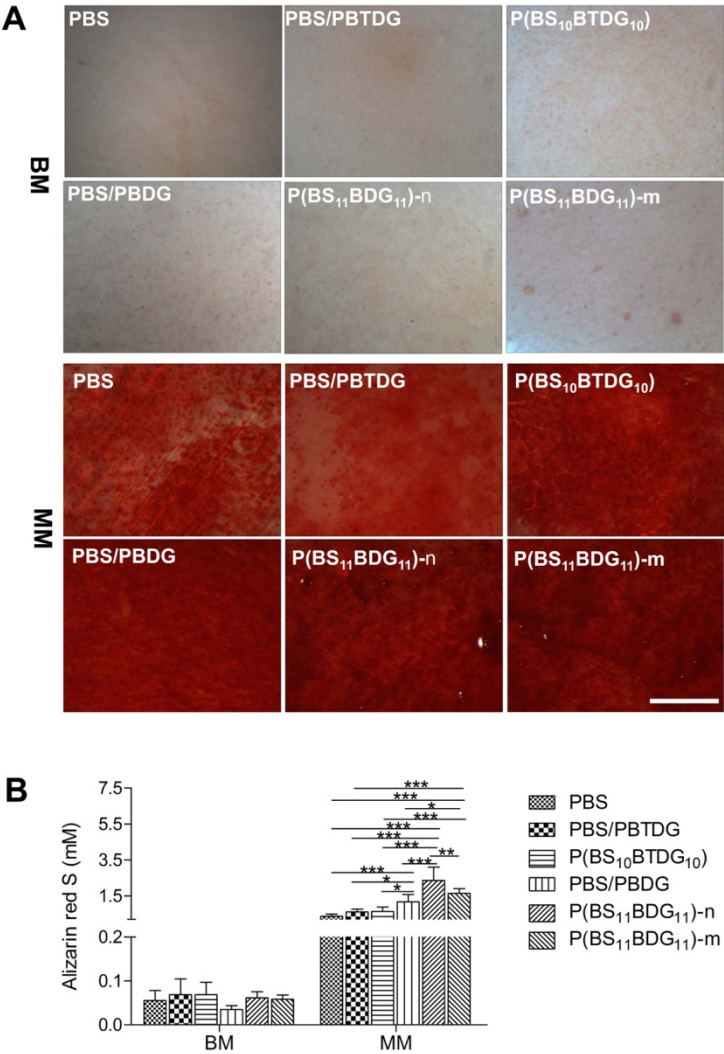 A
PBS
PBS/PBTDG
P(BS₁₀BTDG₁₀)
BM
PBS/PBDG
P(BS₁₁BDG₁₁)-n
P(BS₁₁BDG₁₁)-m
PBS
PBS/PBTDG
P(BS₁₀BTDG₁₀)
MM
PBS/PBDG
P(BS₁₁BDG₁₁)-n
P(BS₁₁BDG₁₁)-m
B
Alizarin red S (mM)
7.5
5.5
3.5
1.5
0.2
0.1
0.0
***
***
*
***
***
***
***
**
***
***
*
*
BM
MM
PBS
PBS/PBTDG
P(BS₁₀BTDG₁₀)
PBS/PBDG
P(BS₁₁BDG₁₁)-n
P(BS₁₁BDG₁₁)-m